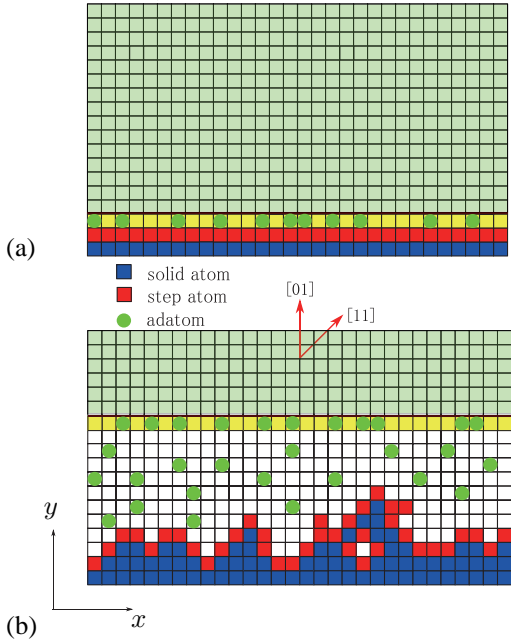 (a)
solid atom
step atom
adatom
[01]
[11]
y
x
(b)